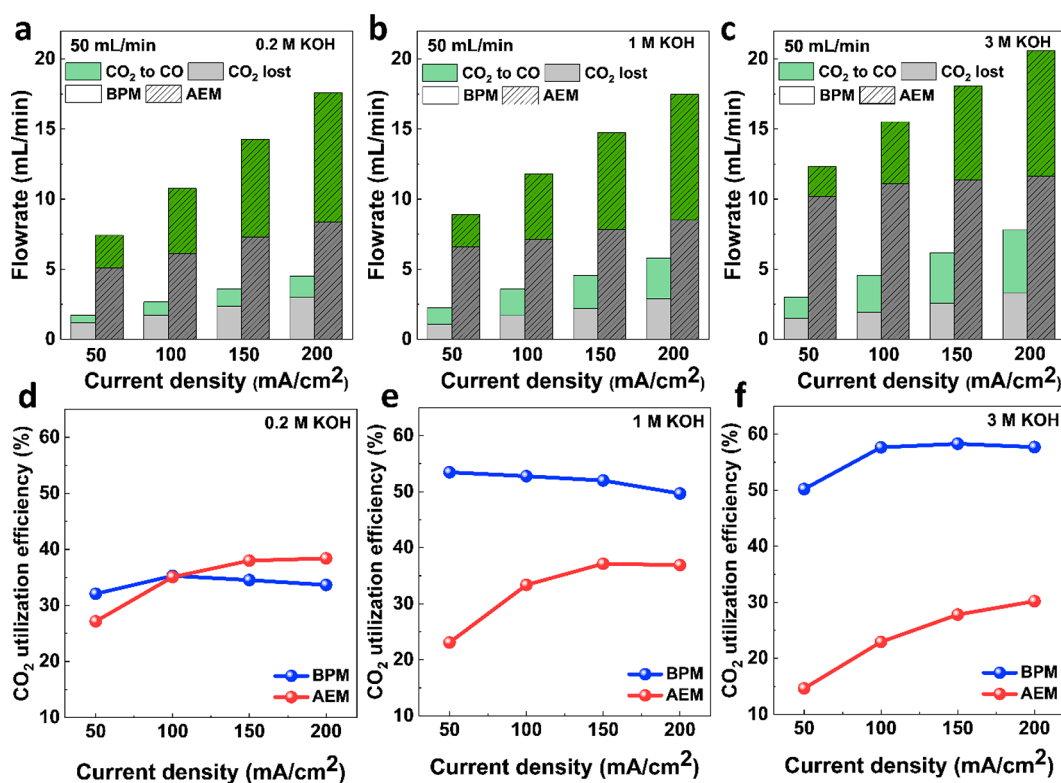 a
50 mL/min 0.2 M KOH
CO2 to CO CO2 lost
BPM AEM
Flowrate (mL/min)
20
15
10
5
0
50 100 150 200
Current density (mA/cm2)
b
50 mL/min 1 M KOH
CO2 to CO CO2 lost
BPM AEM
Flowrate (mL/min)
20
15
10
5
0
50 100 150 200
Current density (mA/cm2)
c
50 mL/min 3 M KOH
CO2 to CO CO2 lost
BPM AEM
Flowrate (mL/min)
20
15
10
5
0
50 100 150 200
Current density (mA/cm2)
d
0.2 M KOH
CO2 utilization efficiency (%)
60
50
40
30
20
10
BPM
AEM
50 100 150 200
Current density (mA/cm2)
e
1 M KOH
CO2 utilization efficiency (%)
60
50
40
30
20
10
BPM
AEM
50 100 150 200
Current density (mA/cm2)
f
3 M KOH
CO2 utilization efficiency (%)
60
50
40
30
20
10
BPM
AEM
50 100 150 200
Current density (mA/cm2)